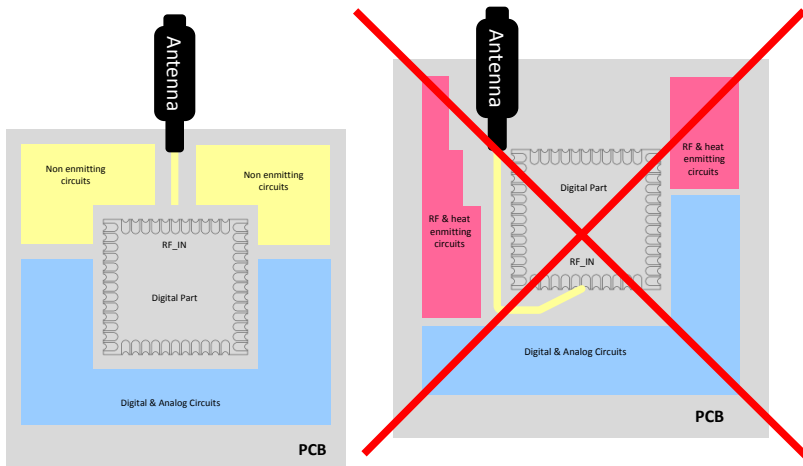 Antenna
Non enmitting
circuits
Non enmitting
circuits
RF_IN
Digital Part
Digital & Analog Circuits
PCB
Antenna
RF & heat
enmitting
circuits
Digital Part
RF & heat
enmitting
circuits
RF_IN
Digital & Analog Circuits
PCB